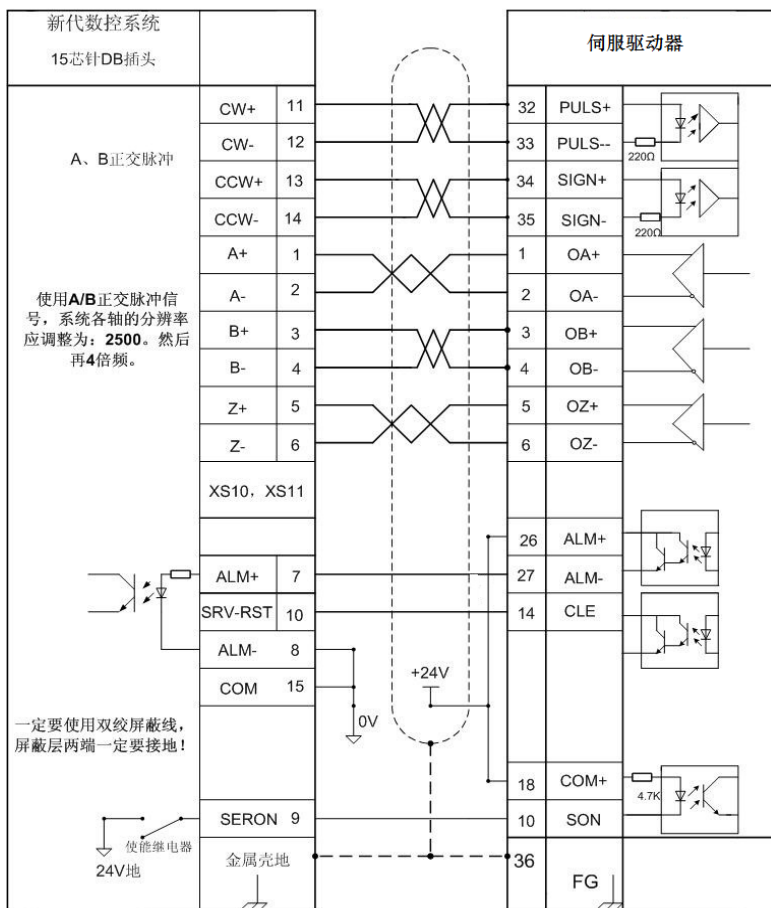 新代数控系统
15芯针DB插头
伺服驱动器
CW+ 11 32 PULS+
CW- 12 33 PULS--
220Ω
A、B正交脉冲
CCW+ 13 34 SIGN+
CCW- 14 35 SIGN-
220Ω
A+ 1 1 OA+
A- 2 2 OA-
使用A/B正交脉冲信
号，系统各轴的分辨率
应调整为：2500。然后
再4倍频。
B+ 3 3 OB+
B- 4 4 OB-
Z+ 5 5 OZ+
Z- 6 6 OZ-
XS10，XS11
26 ALM+
ALM+ 7 27 ALM-
SRV-RST 10 14 CLE
ALM- 8
COM 15
+24V
0V
一定要使用双绞屏蔽线，
屏蔽层两端一定要接地！
18 COM+
4.7K
SERON 9 10 SON
使能继电器
24V地
金属壳地
36
FG